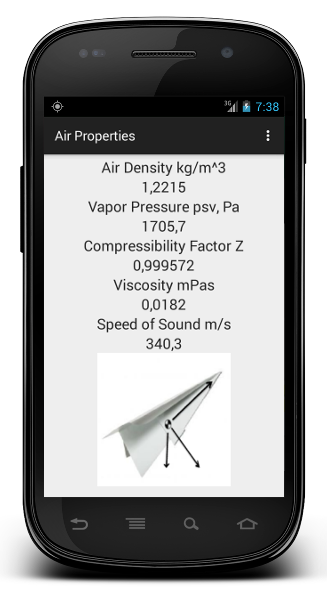 3G 7:38
Air Properties
Air Density kg/m^3
1,2215
Vapor Pressure psv, Pa
1705,7
Compressibility Factor Z
0,999572
Viscosity mPas
0,0182
Speed of Sound m/s
340,3